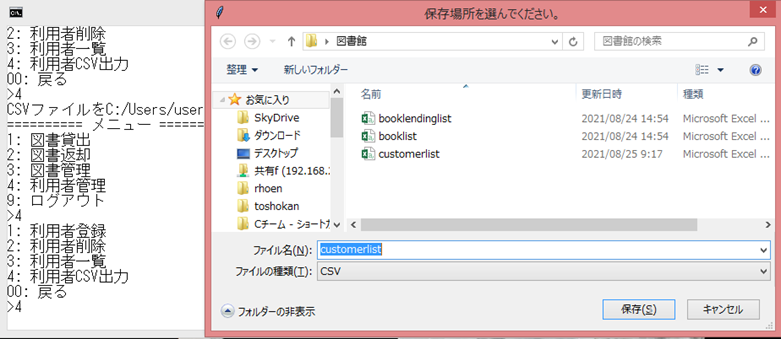 2: 利用者削除
3: 利用者一覧
4: 利用者CSV出力
00: 戻る
>4
CSVファイルをC:/Users/user
========== メニュー =======
1: 図書貸出
2: 図書返却
3: 図書管理
4: 利用者管理
9: ログアウト
>4
1: 利用者登録
2: 利用者削除
3: 利用者一覧
4: 利用者CSV出力
00: 戻る
>4
保存場所を選んでください。
図書館
図書館の検索
整理 新しいフォルダー
お気に入り
SkyDrive
ダウンロード
デスクトップ
共有f (192.168.
rhoen
toshokan
Cチーム - ショートカ
名前 更新日時 種類
booklendinglist 2021/08/24 14:54 Microsoft Excel ...
booklist 2021/08/24 14:54 Microsoft Excel ...
customerlist 2021/08/25 9:17 Microsoft Excel ...
ファイル名(N): customerlist
ファイルの種類(T): CSV
フォルダーの非表示 保存(S) キャンセル